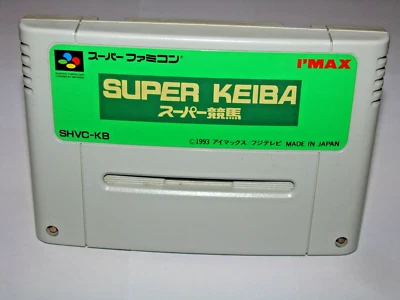 スーパーファミコン
I'MAX
SUPER KEIBA
スーパー競馬
SHVC-KB
©1993 アイマックス/フジテレビ MADE IN JAPAN